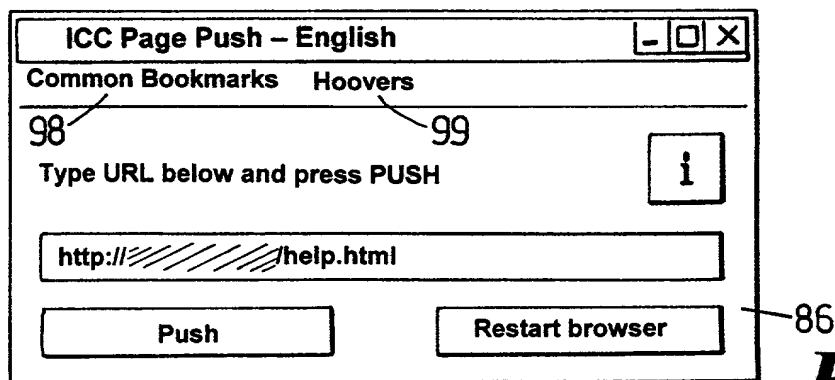 ICC Page Push – English
Common Bookmarks Hoovers
98 99
Type URL below and press PUSH i
http:// /help.html
Push Restart browser 86